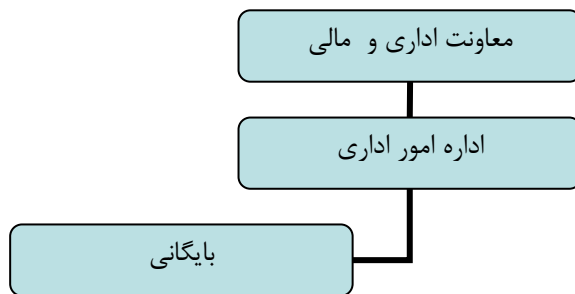 معاونت اداری و مالی
اداره امور اداری
بایگانی